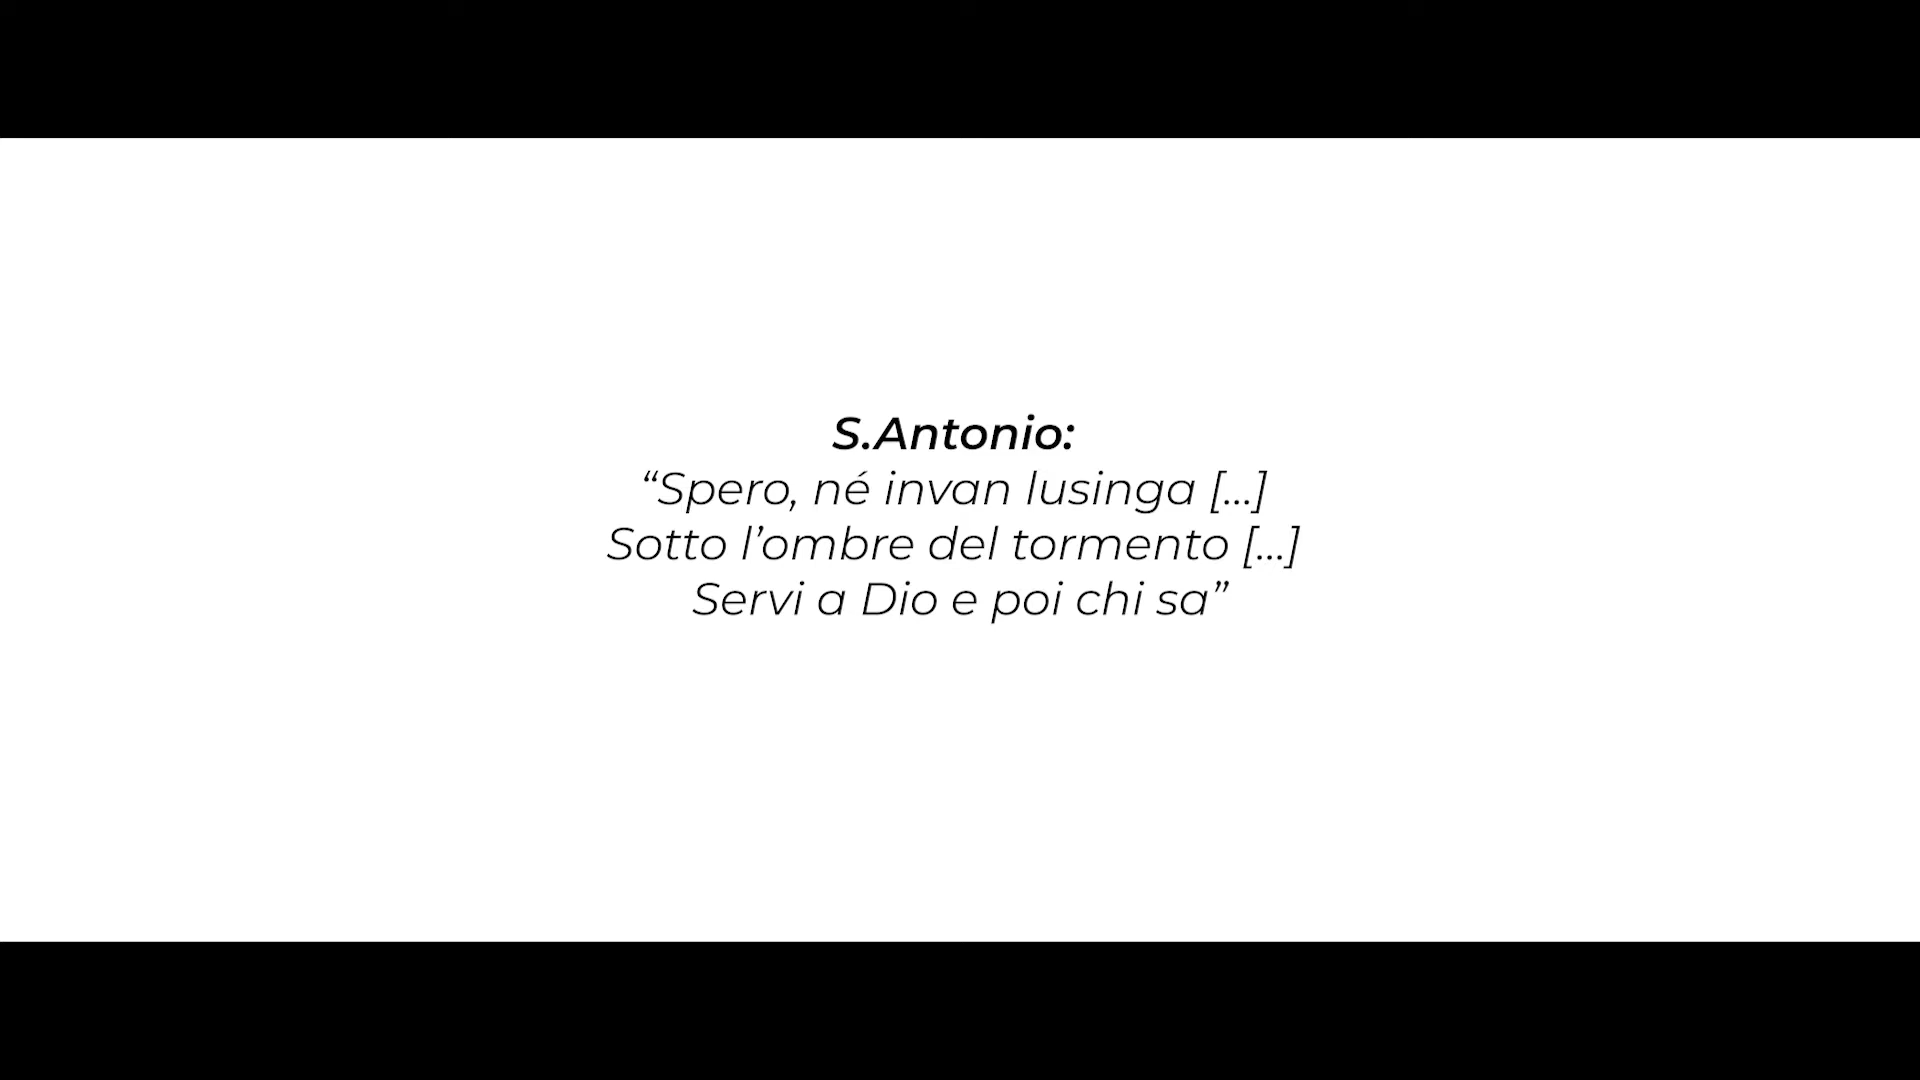 S.Antonio:
“Spero, né invan lusinga [...]
Sotto l’ombre del tormento [...]
Servi a Dio e poi chi sa”